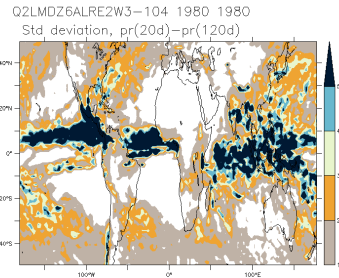 Q2LMDZ6ALRE2W3-104 1980 1980
Std deviation, pr(20d)-pr(120d)
40°N
20°N
0°
20°S
40°S
100°W 0° 100°E
5
4
3
2
1